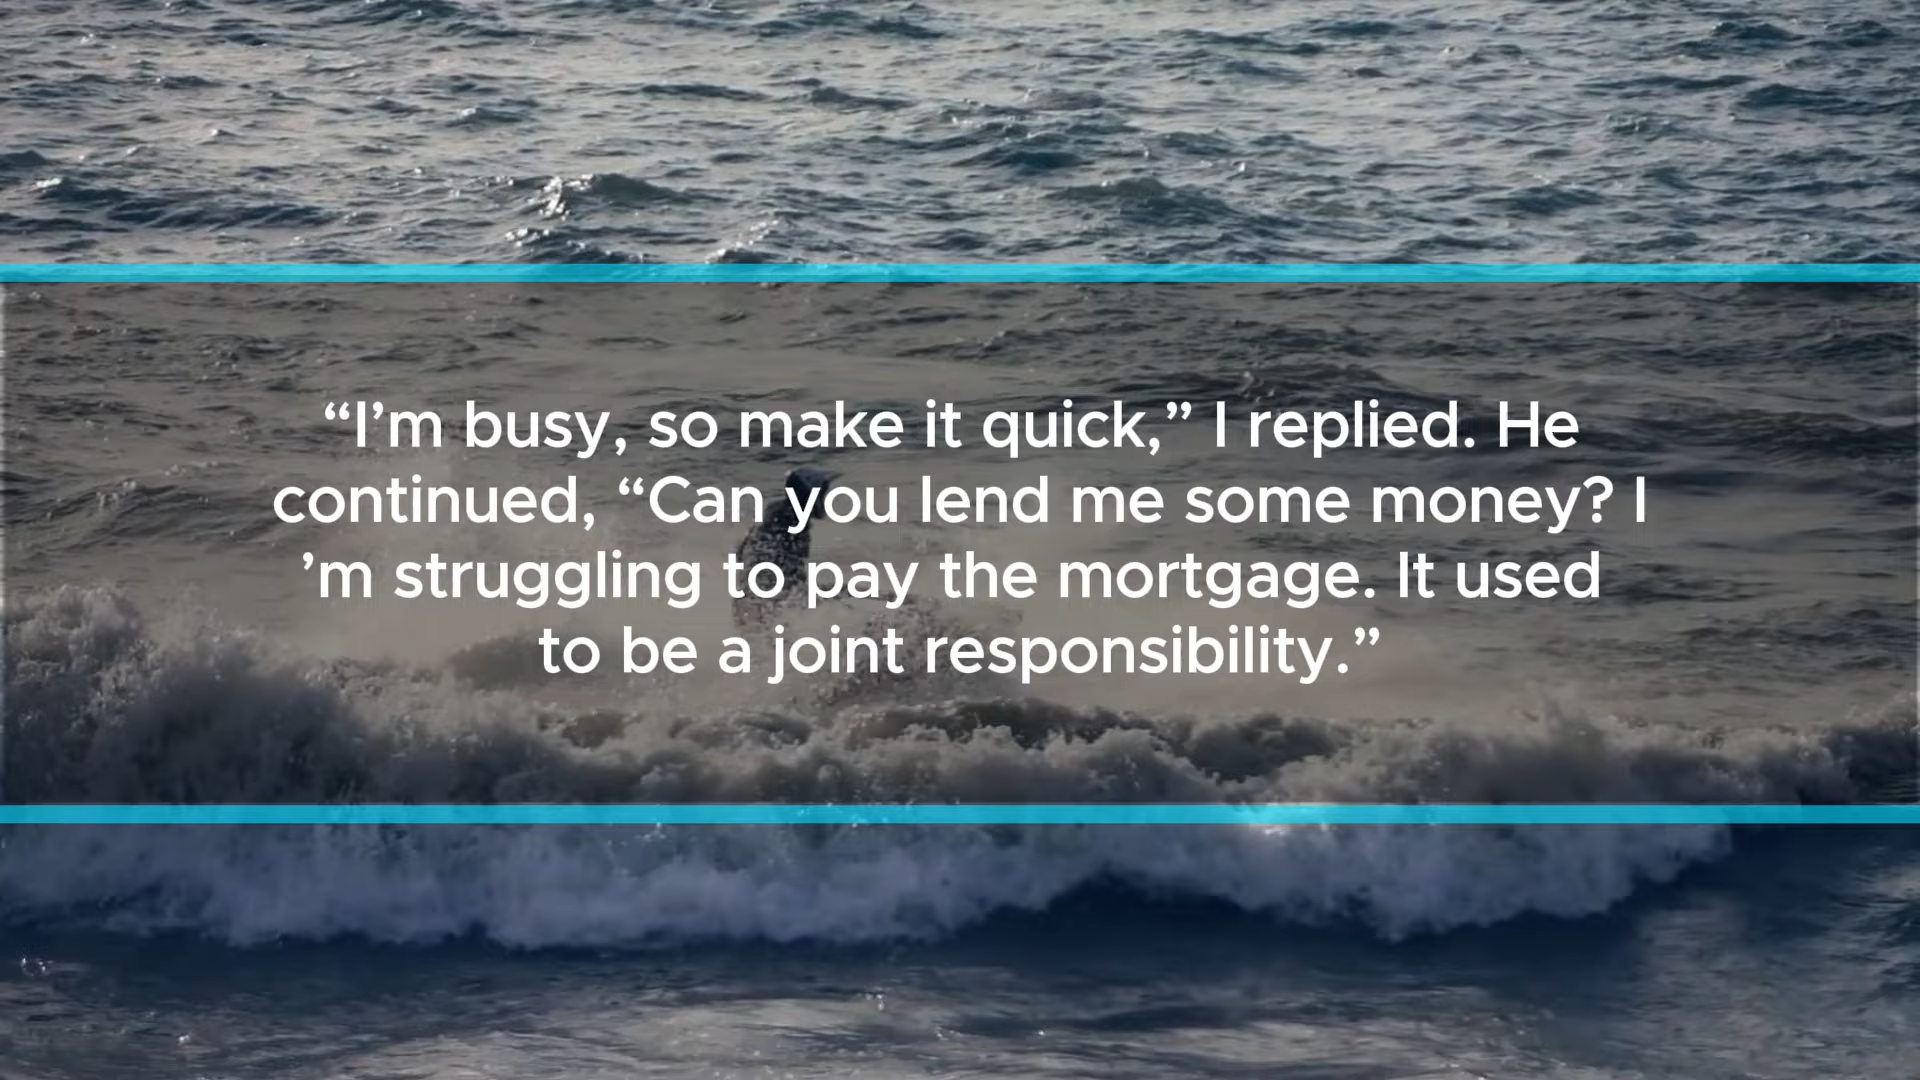 “I’m busy, so make it quick,” I replied. He
continued, “Can you lend me some money? I
’m struggling to pay the mortgage. It used
to be a joint responsibility.”